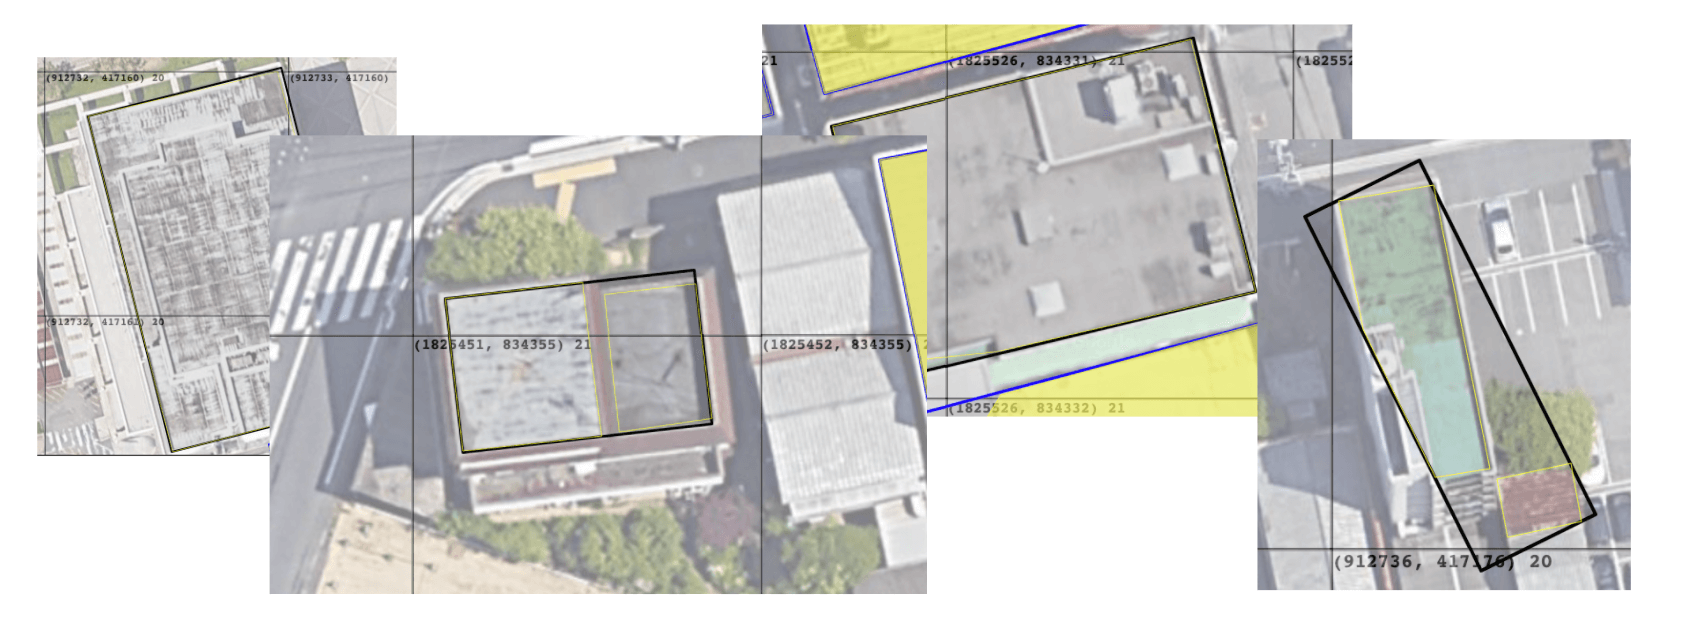 (912732, 417160) 20
(912733, 417160)
(912732, 417161) 20
(1825451, 834355) 21
(1825452, 834355)
21
(1825526, 834331) 21
(182552
(1825526, 834332) 21
(912736, 417176) 20